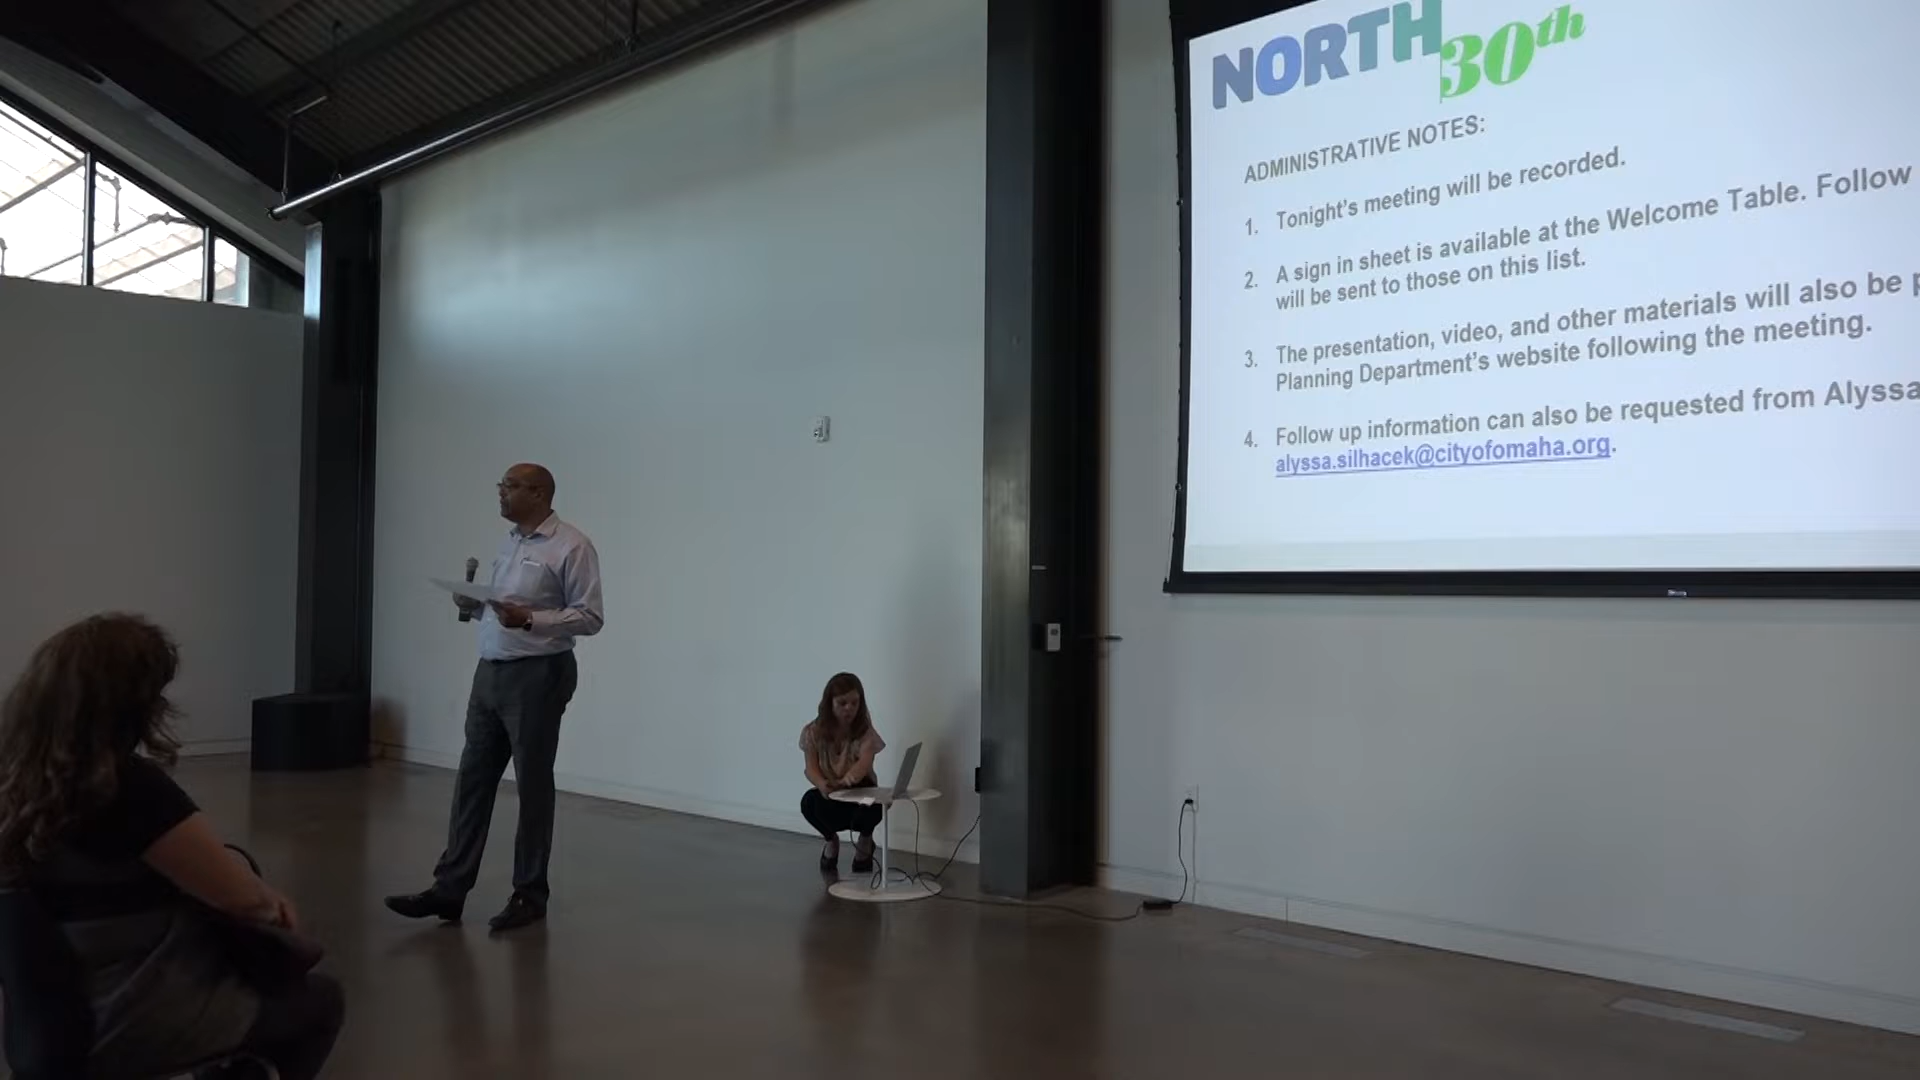 NORTH 30th
ADMINISTRATIVE NOTES:
1. Tonight's meeting will be recorded.
2. A sign in sheet is available at the Welcome Table. Follow
will be sent to those on this list.
3. The presentation, video, and other materials will also be
Planning Department's website following the meeting.
4. Follow up information can also be requested from Alyssa
alyssa.silhacek@cityofomaha.org.